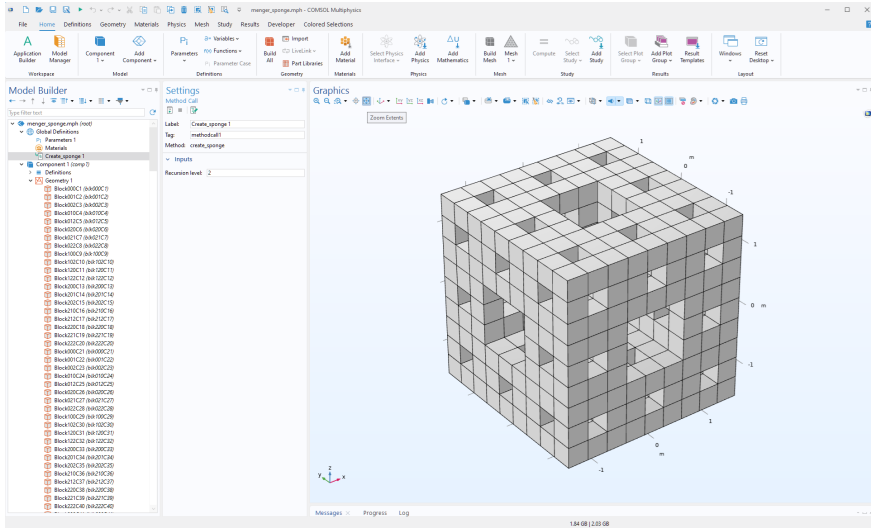 menger_sponge.mph - COMSOL Multiphysics
File Home Definitions Geometry Materials Physics Mesh Study Results Developer Colored Selections
Application Builder
Model Manager
Component 1
Add Component
Parameters
Variables
Functions
Parameter Case
Build All
Import
LiveLink
Part Libraries
Add Material
Select Physics Interface
Add Physics
Add Mathematics
Build Mesh
Mesh 1
Compute
Select Study
Add Study
Select Plot Group
Add Plot Group
Result Templates
Windows
Reset Desktop
Workspace Model Definitions Geometry Materials Physics Mesh Study Results Layout
Model Builder
Type filter text
menger_sponge.mph (root)
Global Definitions
Parameters 1
Materials
Create_sponge 1
Component 1 (comp1)
Definitions
Geometry 1
Block000C1 (blk000C1)
Block001C2 (blk001C2)
Block002C3 (blk002C3)
Block010C4 (blk010C4)
Block012C5 (blk012C5)
Block020C6 (blk020C6)
Block021C7 (blk021C7)
Block022C8 (blk022C8)
Block100C9 (blk100C9)
Block102C10 (blk102C10)
Block120C11 (blk120C11)
Block122C12 (blk122C12)
Block200C13 (blk200C13)
Block201C14 (blk201C14)
Block202C15 (blk202C15)
Block210C16 (blk210C16)
Block212C17 (blk212C17)
Block220C18 (blk220C18)
Block221C19 (blk221C19)
Block222C20 (blk222C20)
Block000C21 (blk000C21)
Block001C22 (blk001C22)
Block002C23 (blk002C23)
Block010C24 (blk010C24)
Block012C25 (blk012C25)
Block020C26 (blk020C26)
Block021C27 (blk021C27)
Block022C28 (blk022C28)
Block100C29 (blk100C29)
Block102C30 (blk102C30)
Block120C31 (blk120C31)
Block122C32 (blk122C32)
Block200C33 (blk200C33)
Block201C34 (blk201C34)
Block202C35 (blk202C35)
Block210C36 (blk210C36)
Block212C37 (blk212C37)
Block220C38 (blk220C38)
Block221C39 (blk221C39)
Block222C40 (blk222C40)
Settings
Method Call
Label: Create_sponge 1
Tag: methodcall1
Method: create_sponge
Inputs
Recursion level: 2
Graphics
Zoom Extents
1
0 m
-1
1
0 m
-1
1
0
m
-1
z
y x
Messages Progress Log
1.84 GB | 2.03 GB